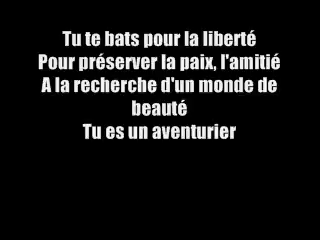 Tu te bats pour la liberté
Pour préserver la paix, l'amitié
A la recherche d'un monde de
beauté
Tu es un aventurier